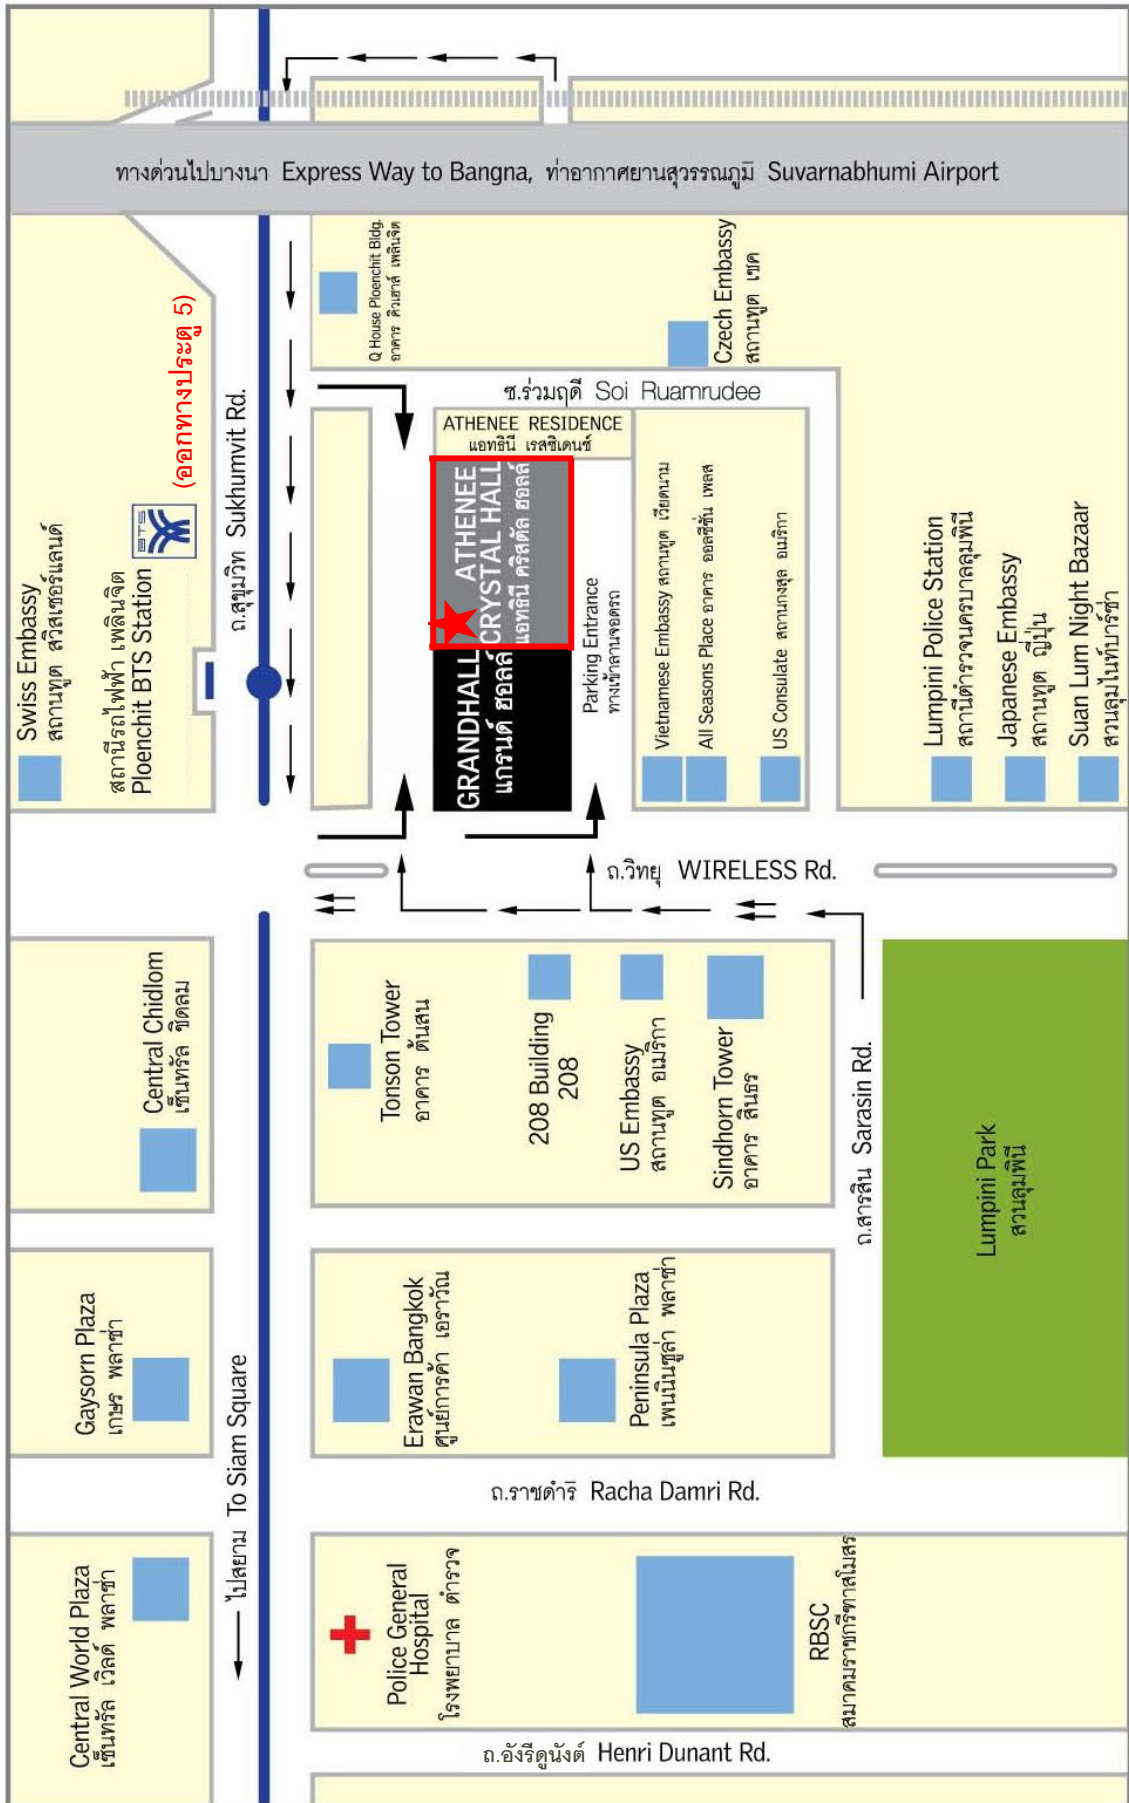 ทางด่วนไปบางนา Express Way to Bangna, ท่าอากาศยานสุวรรณภูมิ Suvarnabhumi Airport
Q House Ploenchit Bldg.
อาคาร คิวเฮาส์ เพลินจิต
Czech Embassy
สถานทูต เชค
(ออกทางประตู 5)
ถ.สุขุมวิท Sukhumvit Rd.
ซ.ร่วมฤดี Soi Ruamrudee
ATHENEE RESIDENCE
แอทธินี เรสซิเดนซ์
Swiss Embassy
สถานทูต สวิสเซอร์แลนด์
สถานีรถไฟฟ้า เพลินจิต
Ploenchit BTS Station
BTS
ATHENEE
CRYSTAL HALL
แอทธินี คริสตัล ฮอลล์
GRANDHALL
แกรนด์ ฮอลล์
Parking Entrance
ทางเข้าลานจอดรถ
Vietnamese Embassy สถานทูต เวียดนาม
All Seasons Place อาคาร ออลซีซั่น เพลส
US Consulate สถานกงสุล อเมริกา
Lumpini Police Station
สถานีตำรวจนครบาลลุมพินี
Japanese Embassy
สถานทูต ญี่ปุ่น
Suan Lum Night Bazaar
สวนลุมไนท์บาร์ซ่า
ถ.วิทยุ WIRELESS Rd.
Central Chidlom
เซ็นทรัล ชิดลม
Tonson Tower
อาคาร ต้นสน
208 Building
208
US Embassy
สถานทูต อเมริกา
Sindhorn Tower
อาคาร สินธร
ถ.สารสิน Sarasin Rd.
Lumpini Park
สวนลุมพินี
Gaysorn Plaza
เกษร พลาซ่า
Erawan Bangkok
ศูนย์การค้า เอราวัณ
Peninsula Plaza
เพนนินซูล่า พลาซ่า
ไปสยาม To Siam Square
ถ.ราชดำริ Racha Damri Rd.
Central World Plaza
เซ็นทรัล เวิลด์ พลาซ่า
Police General
Hospital
โรงพยาบาล ตำรวจ
RBSC
สมาคมราชกรีฑาสโมสร
ถ.อังรีดูนังต์ Henri Dunant Rd.